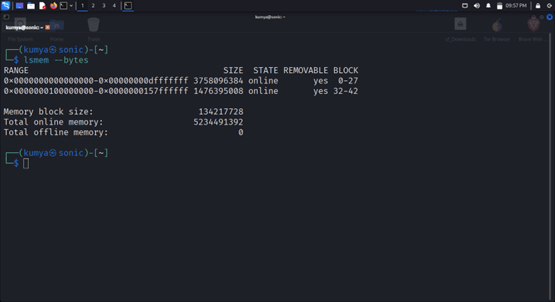 1 2 3 4
09:57 PM
kumya@sonic:~
kumya@sonic:~
┌──(kumya㉿sonic)-[~]
└─$ lsmem --bytes
RANGE SIZE STATE REMOVABLE BLOCK
0x0000000000000000-0x00000000dfffffff 3758096384 online yes 0-27
0x0000000100000000-0x0000000157ffffff 1476395008 online yes 32-42
Memory block size: 134217728
Total online memory: 5234491392
Total offline memory: 0
┌──(kumya㉿sonic)-[~]
└─$